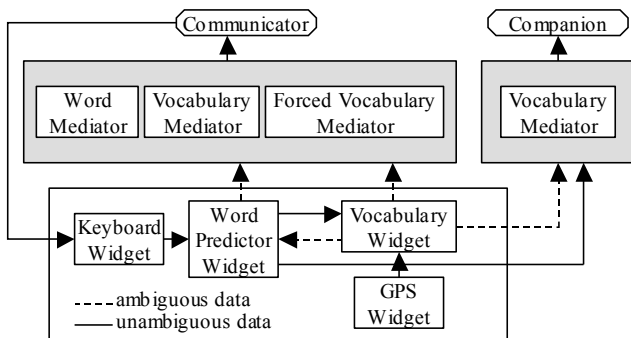 Communicator
Companion
Word
Mediator
Vocabulary
Mediator
Forced Vocabulary
Mediator
Vocabulary
Mediator
Keyboard
Widget
Word
Predictor
Widget
Vocabulary
Widget
GPS
Widget
ambiguous data
unambiguous data